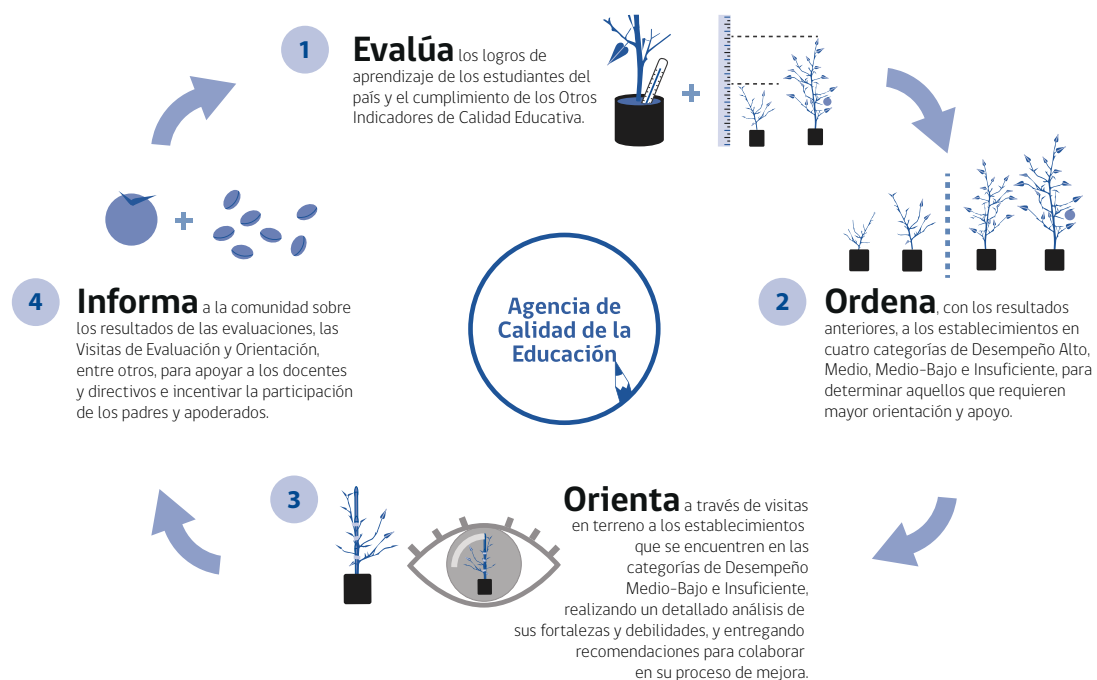 1
Evalúa los logros de
aprendizaje de los estudiantes del
país y el cumplimiento de los Otros
Indicadores de Calidad Educativa.
Agencia de
Calidad de la
Educación
2
Ordena, con los resultados
anteriores, a los establecimientos en
cuatro categorías de Desempeño Alto,
Medio, Medio-Bajo e Insuficiente, para
determinar aquellos que requieren
mayor orientación y apoyo.
3
Orienta a través de visitas
en terreno a los establecimientos
que se encuentren en las
categorías de Desempeño
Medio-Bajo e Insuficiente,
realizando un detallado análisis de
sus fortalezas y debilidades, y entregando
recomendaciones para colaborar
en su proceso de mejora.
4
Informa a la comunidad sobre
los resultados de las evaluaciones, las
Visitas de Evaluación y Orientación,
entre otros, para apoyar a los docentes
y directivos e incentivar la participación
de los padres y apoderados.